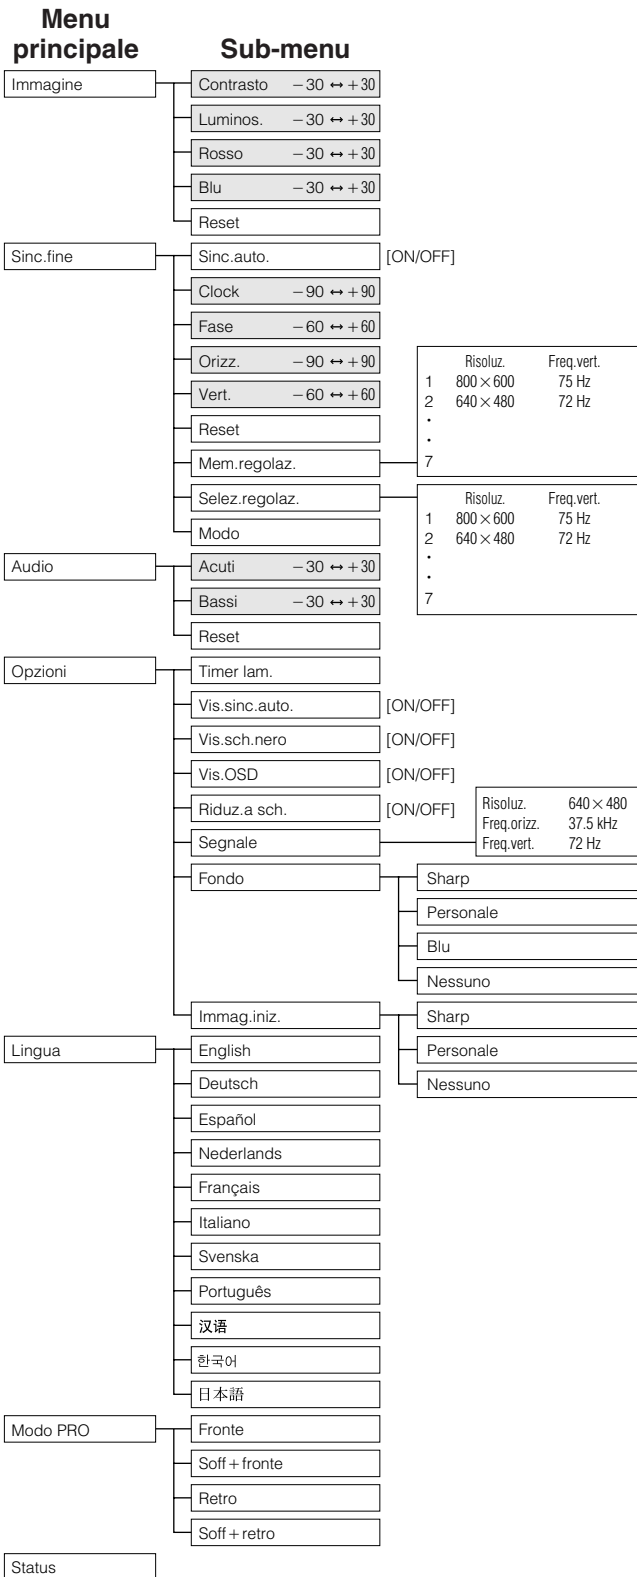 Menu
principale Sub-menu
Immagine Contrasto −30 ↔ +30
Luminos. −30 ↔ +30
Rosso −30 ↔ +30
Blu −30 ↔ +30
Reset
Sinc.fine Sinc.auto. [ON/OFF]
Clock −90 ↔ +90
Fase −60 ↔ +60
Orizz. −90 ↔ +90
Vert. −60 ↔ +60
Reset
Mem.regolaz.
Risoluz. Freq.vert.
1 800×600 75 Hz
2 640×480 72 Hz
•
•
7
Selez.regolaz.
Risoluz. Freq.vert.
1 800×600 75 Hz
2 640×480 72 Hz
•
•
7
Modo
Audio Acuti −30 ↔ +30
Bassi −30 ↔ +30
Reset
Opzioni Timer lam.
Vis.sinc.auto. [ON/OFF]
Vis.sch.nero [ON/OFF]
Vis.OSD [ON/OFF]
Riduz.a sch. [ON/OFF]
Segnale
Risoluz. 640×480
Freq.orizz. 37.5 kHz
Freq.vert. 72 Hz
Fondo Sharp
Personale
Blu
Nessuno
Immag.iniz. Sharp
Personale
Nessuno
Lingua English
Deutsch
Español
Nederlands
Français
Italiano
Svenska
Português
汉语
한국어
日本語
Modo PRO Fronte
Soff+fronte
Retro
Soff+retro
Status